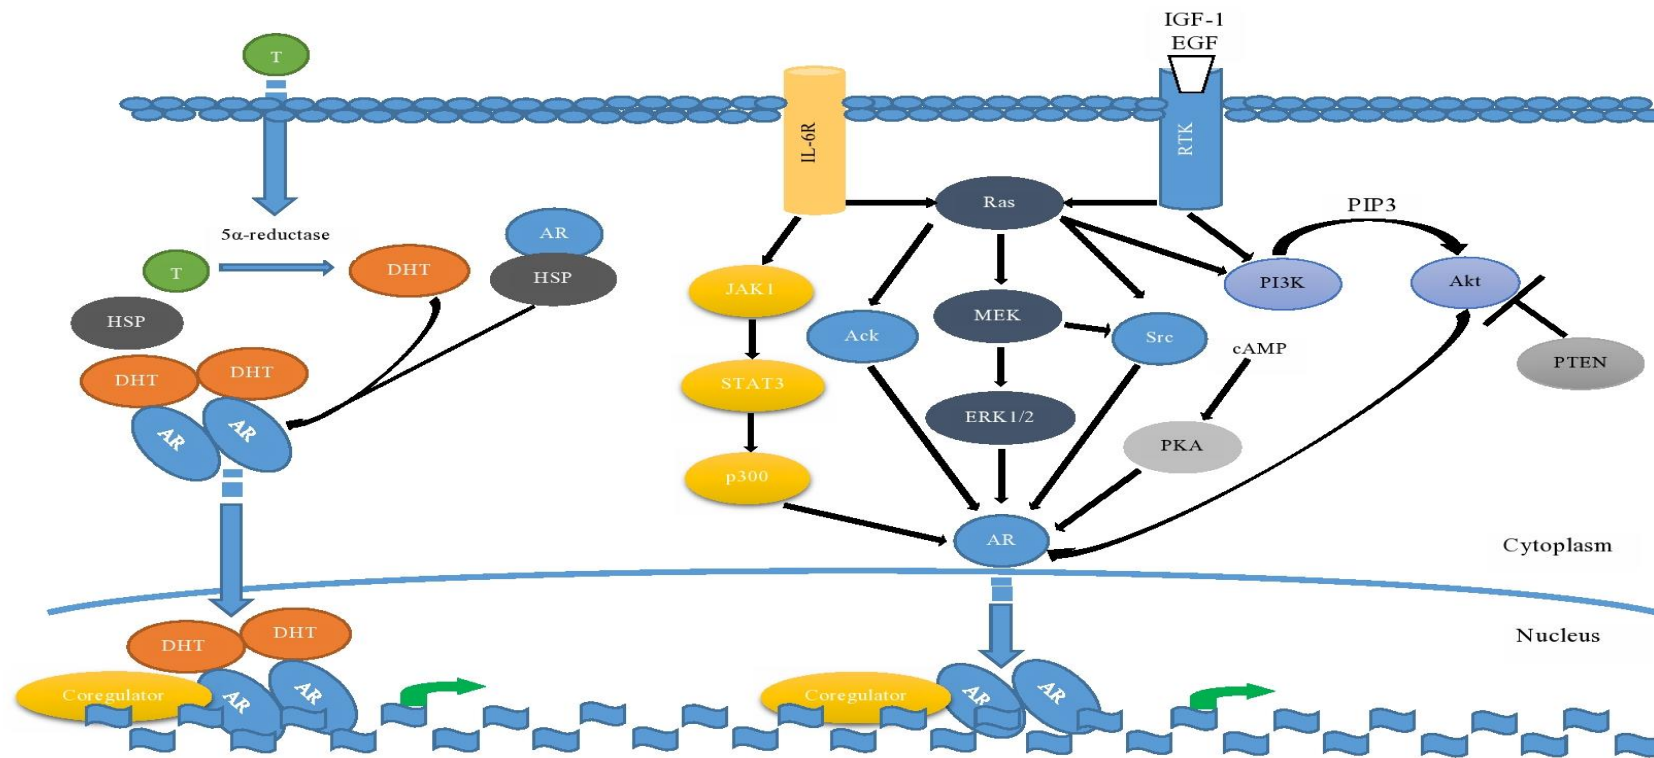 IGF-1
EGF
T
IL-6R
RTK
Ras
PIP3
5α-reductase
AR
T
DHT
HSP
JAK1
PI3K
Akt
HSP
Ack
MEK
Src
cAMP
PTEN
DHT
DHT
STAT3
AR
AR
ERK1/2
PKA
p300
AR
Cytoplasm
Nucleus
DHT
DHT
Coregulator
AR
AR
Coregulator
AR
AR